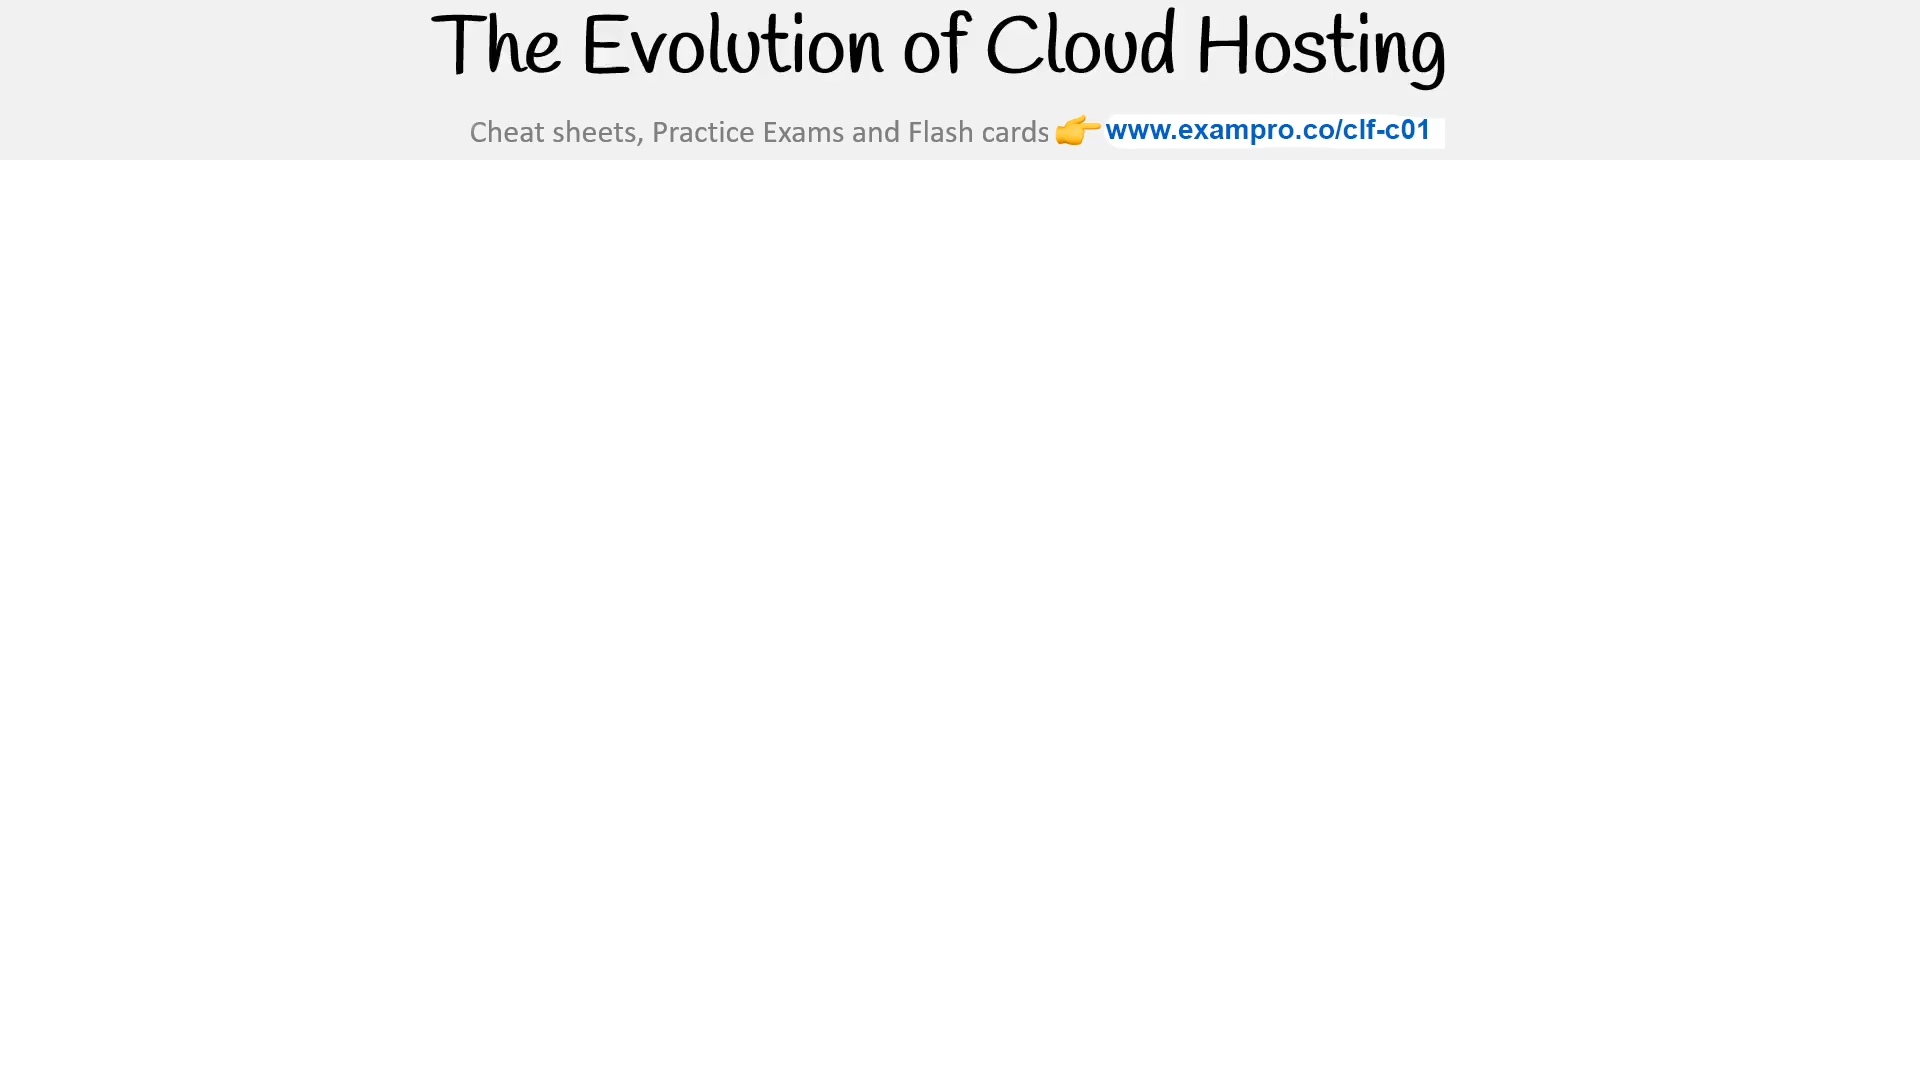 The Evolution of Cloud Hosting
Cheat sheets, Practice Exams and Flash cards 👉 www.exampro.co/clf-c01